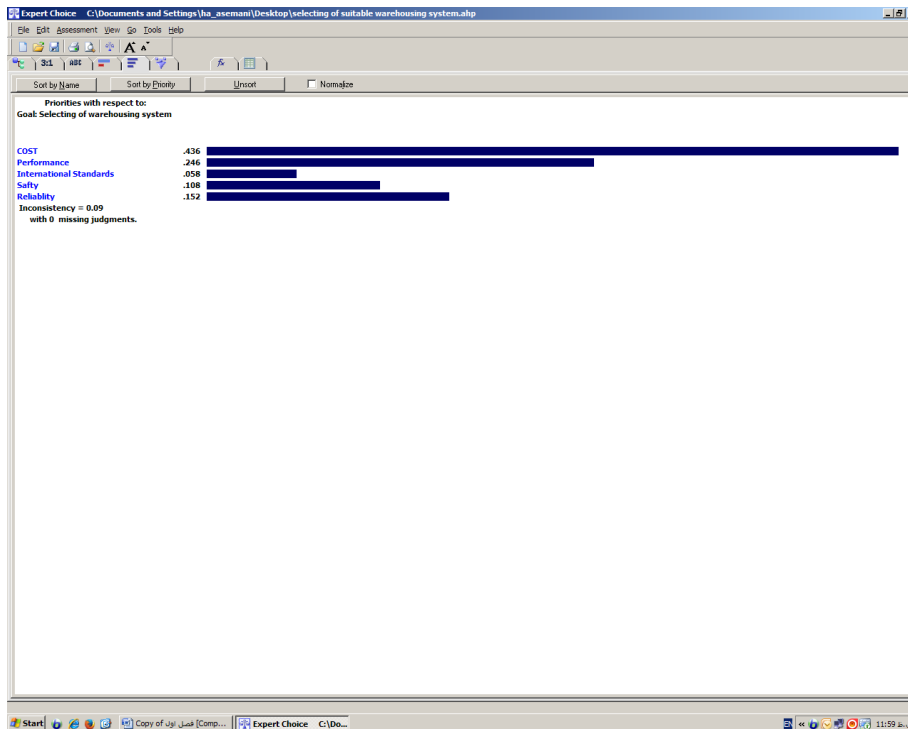 Expert Choice C:\Documents and Settings\ha_asemani\Desktop\selecting of suitable warehousing system.ahp
File Edit Assessment View Go Tools Help
A A
3:1 ABC
Sort by Name Sort by Priority Unsort Normalize
Priorities with respect to:
Goal: Selecting of warehousing system
COST .436
Performance .246
International Standards .058
Safty .108
Reliablity .152
Inconsistency = 0.09
with 0 missing judgments.
Start Copy of فصل اول [Comp... Expert Choice C:\Do... EN « 11:59